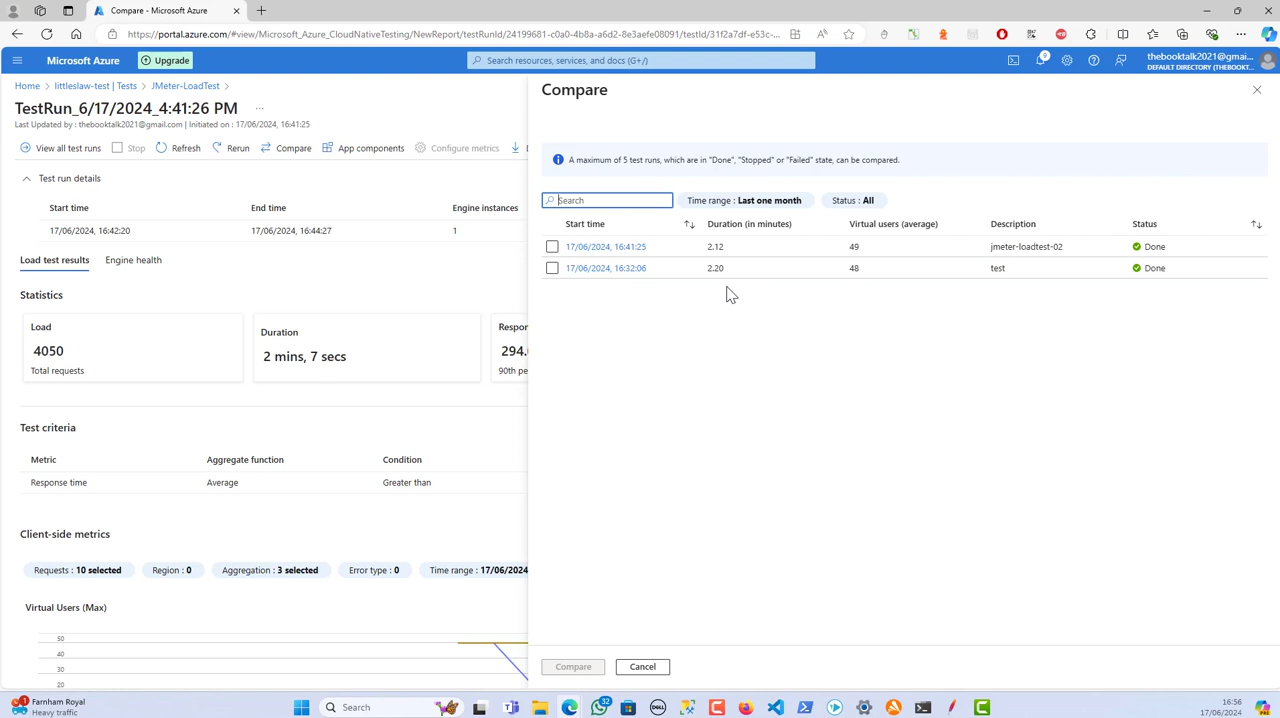 Compare - Microsoft Azure
https://portal.azure.com/#view/Microsoft_Azure_CloudNativeTesting/NewReport/testRunId/24199681-c0a0-4b8a-a6d2-8e3aefe08091/testId/31f2a7df-e53c-...
Microsoft Azure
Upgrade
Search resources, services, and docs (G+/)
9
thebooktalk2021@gmai...
DEFAULT DIRECTORY (THEBOOKT...
Home > littleslaw-test | Tests > JMeter-LoadTest >
TestRun_6/17/2024_4:41:26 PM ...
Last Updated by : thebooktalk2021@gmail.com | Initiated on : 17/06/2024, 16:41:25
View all test runs Stop Refresh Rerun Compare App components Configure metrics D
Test run details
Start time End time Engine instances
17/06/2024, 16:42:20 17/06/2024, 16:44:27 1
Load test results Engine health
Statistics
Load
4050
Total requests
Duration
2 mins, 7 secs
Respon
294.
90th pe
Test criteria
Metric Aggregate function Condition
Response time Average Greater than
Client-side metrics
Requests : 10 selected Region : 0 Aggregation : 3 selected Error type : 0 Time range : 17/06/2024
Virtual Users (Max)
50
40
30
20
Compare
A maximum of 5 test runs, which are in "Done", "Stopped" or "Failed" state, can be compared.
Search Time range : Last one month Status : All
Start time Duration (in minutes) Virtual users (average) Description Status
17/06/2024, 16:41:25 2.12 49 jmeter-loadtest-02 Done
17/06/2024, 16:32:06 2.20 48 test Done
Compare Cancel
1
Farnham Royal
Heavy traffic
Search
32
DELL
16:56
17/06/2024